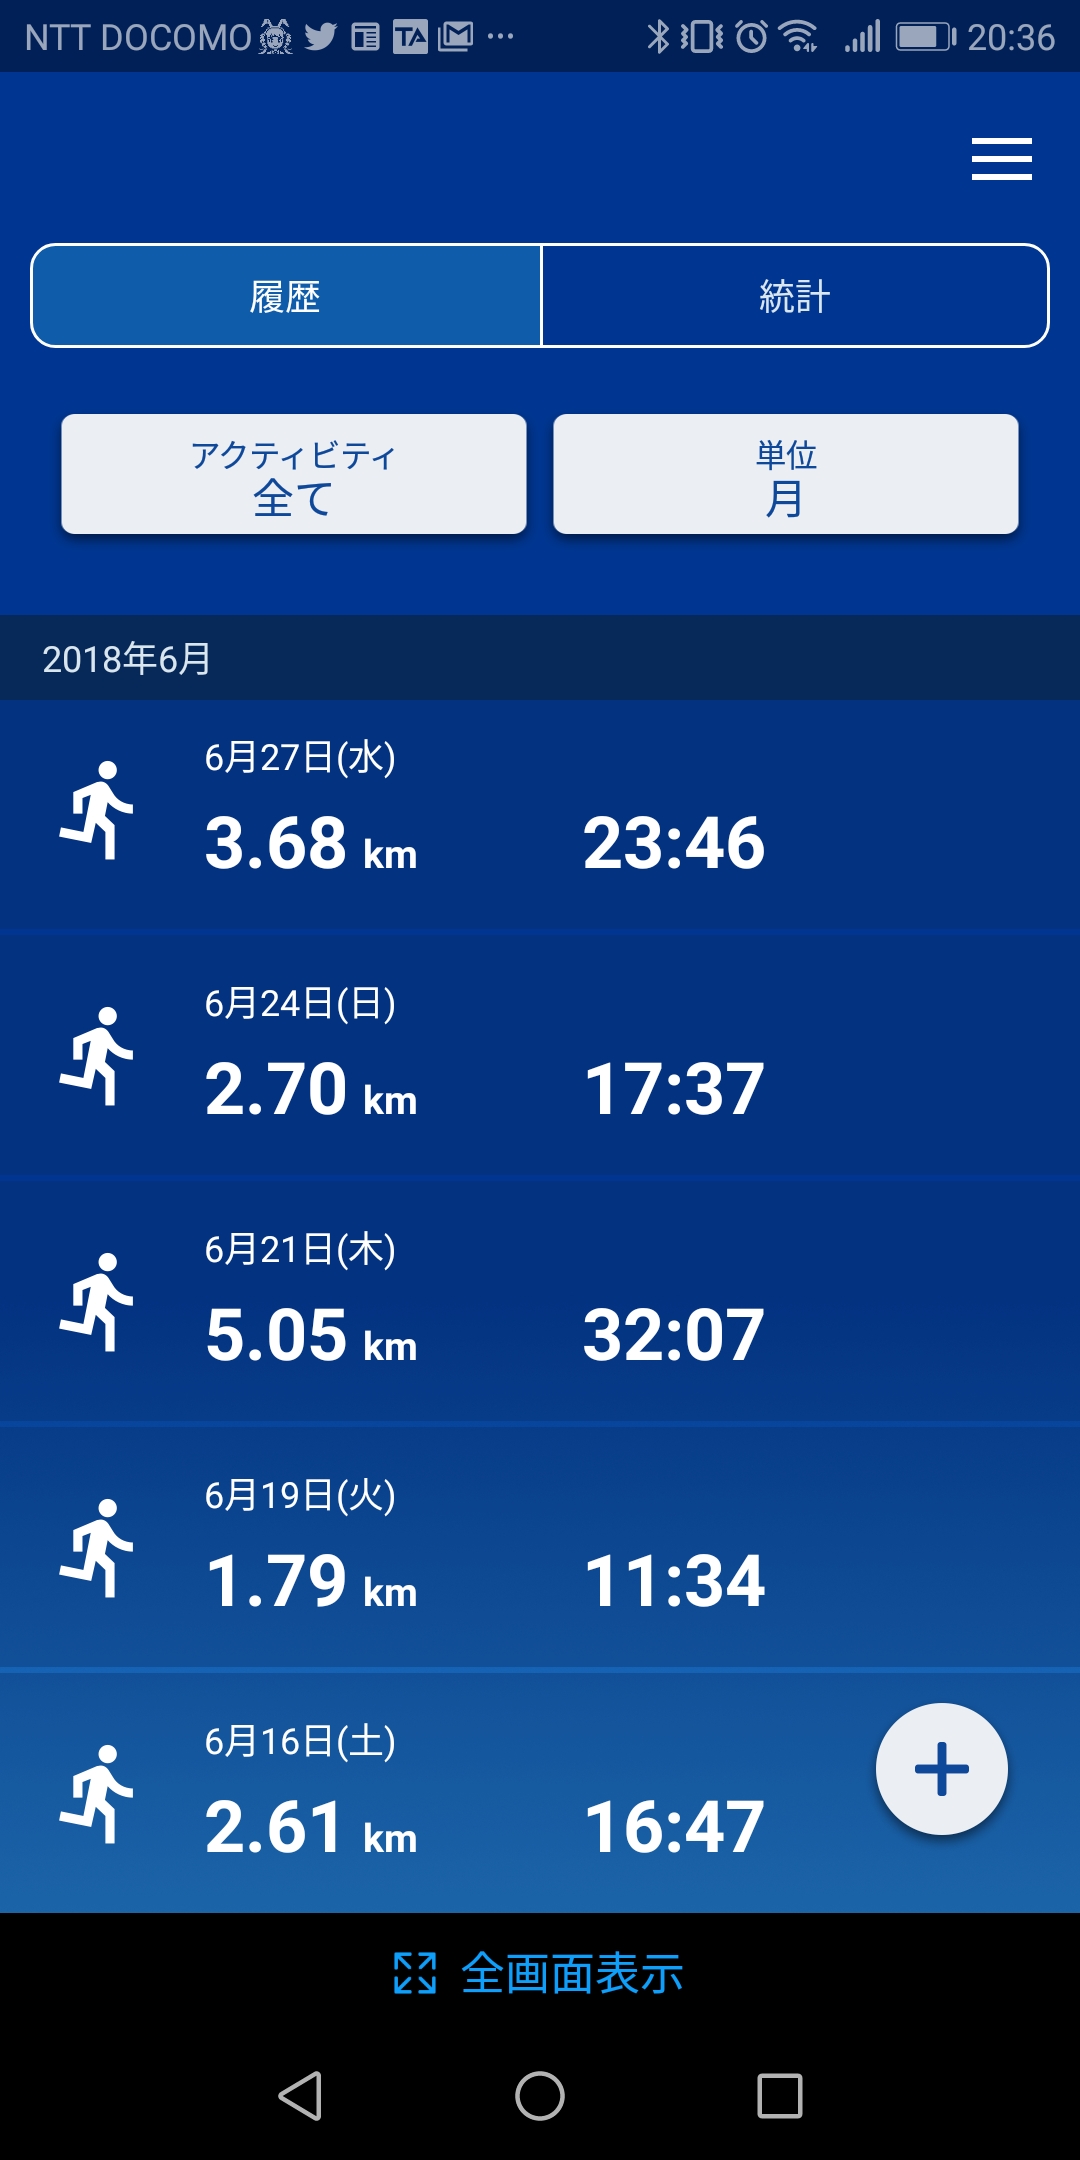 NTT DOCOMO TA 20:36
履歴 統計
アクティビティ 単位
全て 月
2018年6月
6月27日(水)
3.68 km 23:46
6月24日(日)
2.70 km 17:37
6月21日(木)
5.05 km 32:07
6月19日(火)
1.79 km 11:34
6月16日(土)
2.61 km 16:47
全画面表示